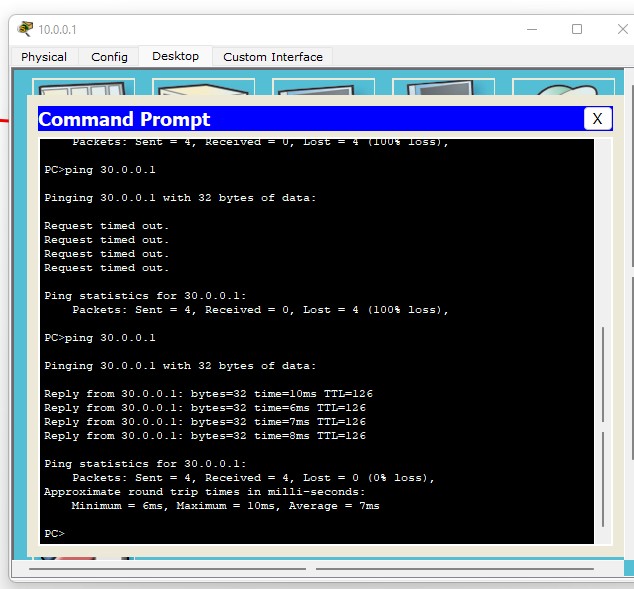 10.0.0.1
Physical Config Desktop Custom Interface
Command Prompt X
Packets: Sent = 4, Received = 0, Lost = 4 (100% loss),
PC>ping 30.0.0.1
Pinging 30.0.0.1 with 32 bytes of data:
Request timed out.
Request timed out.
Request timed out.
Request timed out.
Ping statistics for 30.0.0.1:
Packets: Sent = 4, Received = 0, Lost = 4 (100% loss),
PC>ping 30.0.0.1
Pinging 30.0.0.1 with 32 bytes of data:
Reply from 30.0.0.1: bytes=32 time=10ms TTL=126
Reply from 30.0.0.1: bytes=32 time=6ms TTL=126
Reply from 30.0.0.1: bytes=32 time=7ms TTL=126
Reply from 30.0.0.1: bytes=32 time=8ms TTL=126
Ping statistics for 30.0.0.1:
Packets: Sent = 4, Received = 4, Lost = 0 (0% loss),
Approximate round trip times in milli-seconds:
Minimum = 6ms, Maximum = 10ms, Average = 7ms
PC>